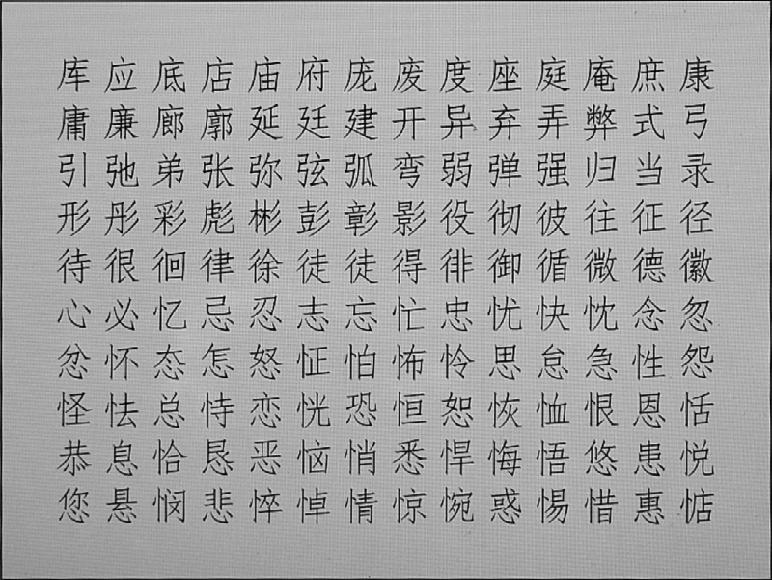 库应底店庙府庞废度座庭庵庶康
庸廉廊廓延廷建开异弃弄弊式弓
引弛弟张弥弦弧弯弱弹强归当录
形彤彩彪彬彭彰影役彻彼往征径
待很徊律徐徒徒得徘御循微德徽
心必忆忌忍志忘忙忠忧快忱念忽
忿怀态怎怒怔怕怖怜思怠急性怨
怪怯总恃恋恍恐恒恕恢恤恨恩恬
恭息恰恳恶恼悄悉悍悔悟悠患悦
您悬悯悲悴悼情惊惋惑惕惜惠惦